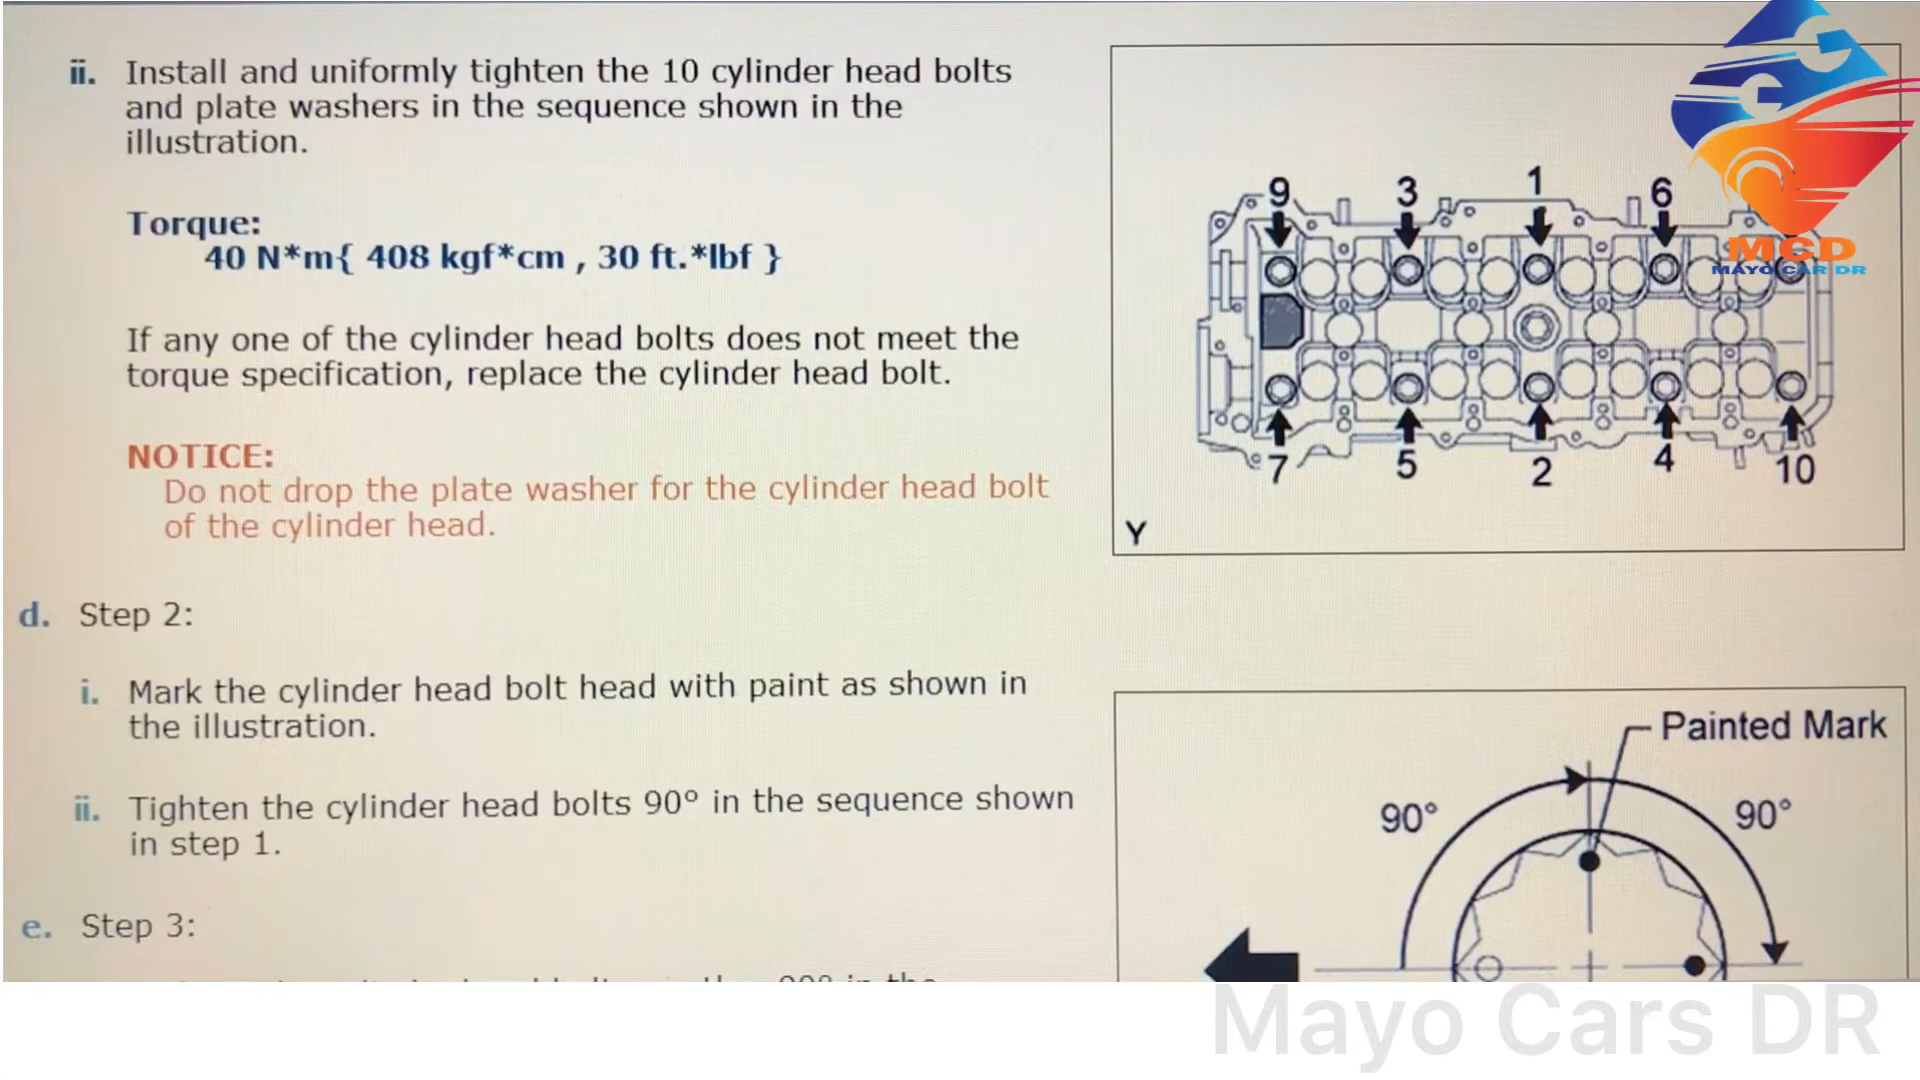 ii. Install and uniformly tighten the 10 cylinder head bolts
and plate washers in the sequence shown in the
illustration.
Torque:
40 N*m{ 408 kgf*cm , 30 ft.*lbf }
If any one of the cylinder head bolts does not meet the
torque specification, replace the cylinder head bolt.
NOTICE:
Do not drop the plate washer for the cylinder head bolt
of the cylinder head.
d. Step 2:
i. Mark the cylinder head bolt head with paint as shown in
the illustration.
ii. Tighten the cylinder head bolts 90° in the sequence shown
in step 1.
e. Step 3:
MCD
MAYO CAR DR
9 3 1 6
7 5 2 4 10
Y
Painted Mark
90° 90°
Mayo Cars DR